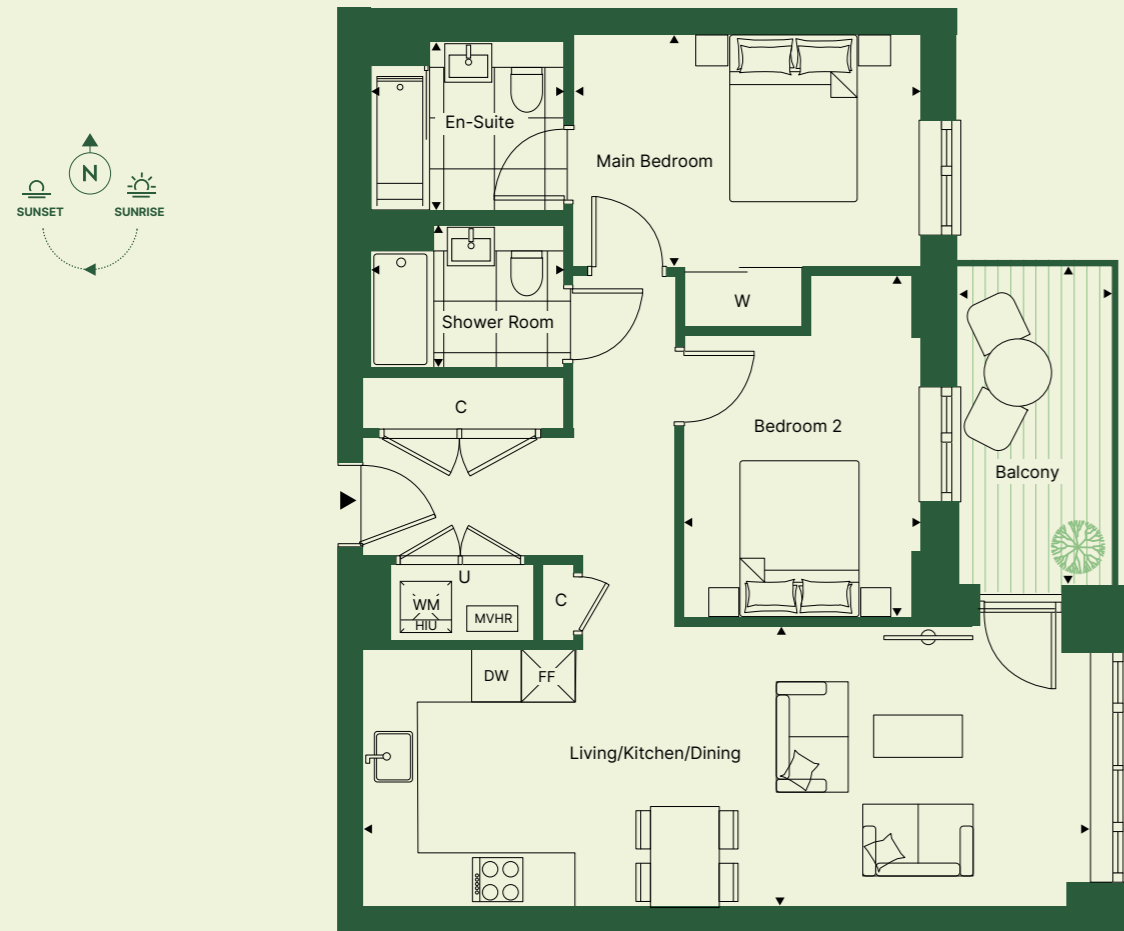 N
SUNSET
SUNRISE
En-Suite
Main Bedroom
W
Shower Room
C
Bedroom 2
Balcony
U
WM
HIU
MVHR
C
DW
FF
Living/Kitchen/Dining